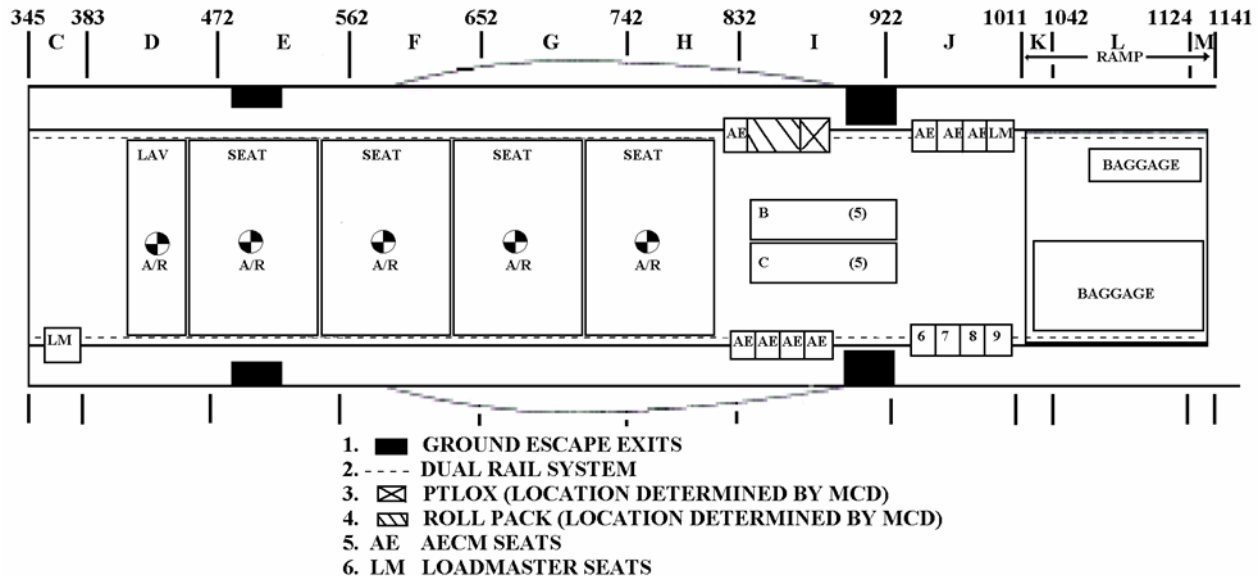 345 383 472 562 652 742 832 922 1011 1042 1124 1141
C D E F G H I J K L M
RAMP
AE AE AE AE LM
LAV SEAT SEAT SEAT SEAT BAGGAGE
B (5)
A/R A/R A/R A/R A/R C (5)
BAGGAGE
LM AE AE AE AE 6 7 8 9
1. GROUND ESCAPE EXITS
2. DUAL RAIL SYSTEM
3. PTLOX (LOCATION DETERMINED BY MCD)
4. ROLL PACK (LOCATION DETERMINED BY MCD)
5. AE AECM SEATS
6. LM LOADMASTER SEATS